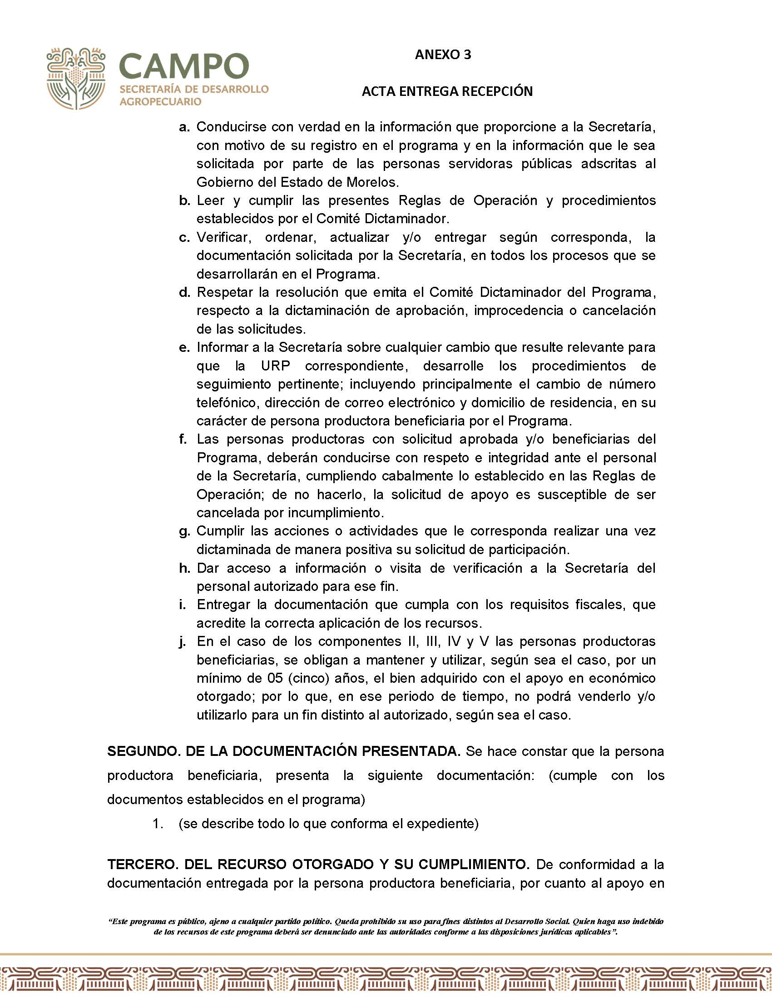 CAMPO
SECRETARÍA DE DESARROLLO
AGROPECUARIO
ANEXO 3
ACTA ENTREGA RECEPCIÓN
a. Conducirse con verdad en la información que proporcione a la Secretaría,
con motivo de su registro en el programa y en la información que le sea
solicitada por parte de las personas servidoras públicas adscritas al
Gobierno del Estado de Morelos.
b. Leer y cumplir las presentes Reglas de Operación y procedimientos
establecidos por el Comité Dictaminador.
c. Verificar, ordenar, actualizar y/o entregar según corresponda, la
documentación solicitada por la Secretaría, en todos los procesos que se
desarrollarán en el Programa.
d. Respetar la resolución que emita el Comité Dictaminador del Programa,
respecto a la dictaminación de aprobación, improcedencia o cancelación
de las solicitudes.
e. Informar a la Secretaría sobre cualquier cambio que resulte relevante para
que la URP correspondiente, desarrolle los procedimientos de
seguimiento pertinente; incluyendo principalmente el cambio de número
telefónico, dirección de correo electrónico y domicilio de residencia, en su
carácter de persona productora beneficiaria por el Programa.
f. Las personas productoras con solicitud aprobada y/o beneficiarias del
Programa, deberán conducirse con respeto e integridad ante el personal
de la Secretaría, cumpliendo cabalmente lo establecido en las Reglas de
Operación; de no hacerlo, la solicitud de apoyo es susceptible de ser
cancelada por incumplimiento.
g. Cumplir las acciones o actividades que le corresponda realizar una vez
dictaminada de manera positiva su solicitud de participación.
h. Dar acceso a información o visita de verificación a la Secretaría del
personal autorizado para ese fin.
i. Entregar la documentación que cumpla con los requisitos fiscales, que
acredite la correcta aplicación de los recursos.
j. En el caso de los componentes II, III, IV y V las personas productoras
beneficiarias, se obligan a mantener y utilizar, según sea el caso, por un
mínimo de 05 (cinco) años, el bien adquirido con el apoyo en económico
otorgado; por lo que, en ese periodo de tiempo, no podrá venderlo y/o
utilizarlo para un fin distinto al autorizado, según sea el caso.
SEGUNDO. DE LA DOCUMENTACIÓN PRESENTADA. Se hace constar que la persona
productora beneficiaria, presenta la siguiente documentación: (cumple con los
documentos establecidos en el programa)
1. (se describe todo lo que conforma el expediente)
TERCERO. DEL RECURSO OTORGADO Y SU CUMPLIMIENTO. De conformidad a la
documentación entregada por la persona productora beneficiaria, por cuanto al apoyo en
“Este programa es público, ajeno a cualquier partido político. Queda prohibido su uso para fines distintos al Desarrollo Social. Quien haga uso indebido
de los recursos de este programa deberá ser denunciado ante las autoridades conforme a las disposiciones jurídicas aplicables”.